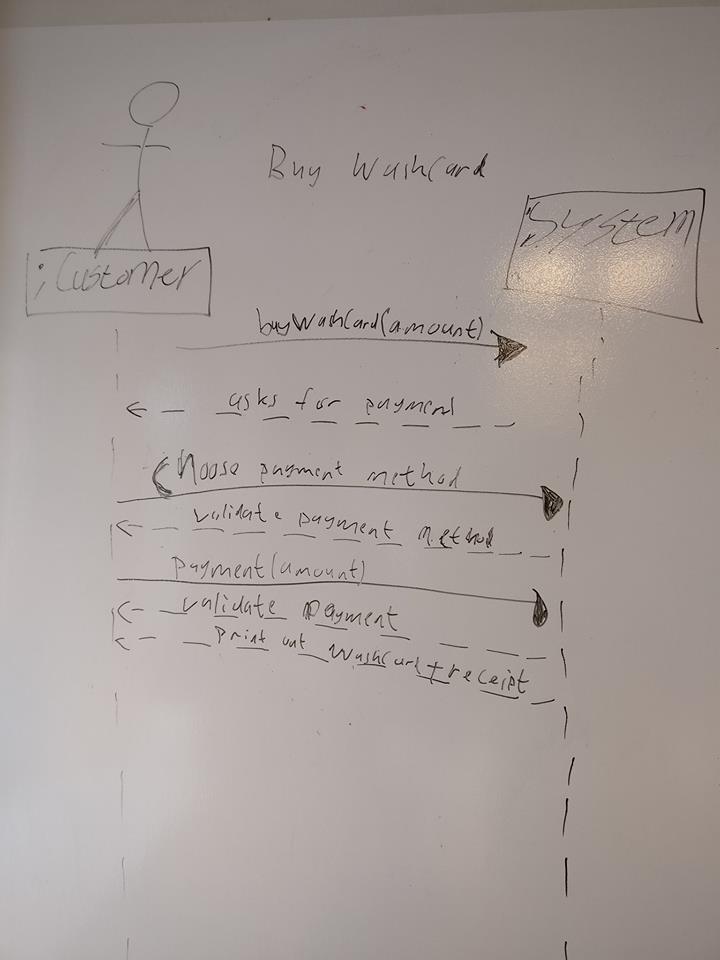 Buy WashCard
:System
:Customer
buyWashCard(amount)
asks for payment
Choose payment method
validate payment method
payment(amount)
validate payment
print out WashCard + receipt